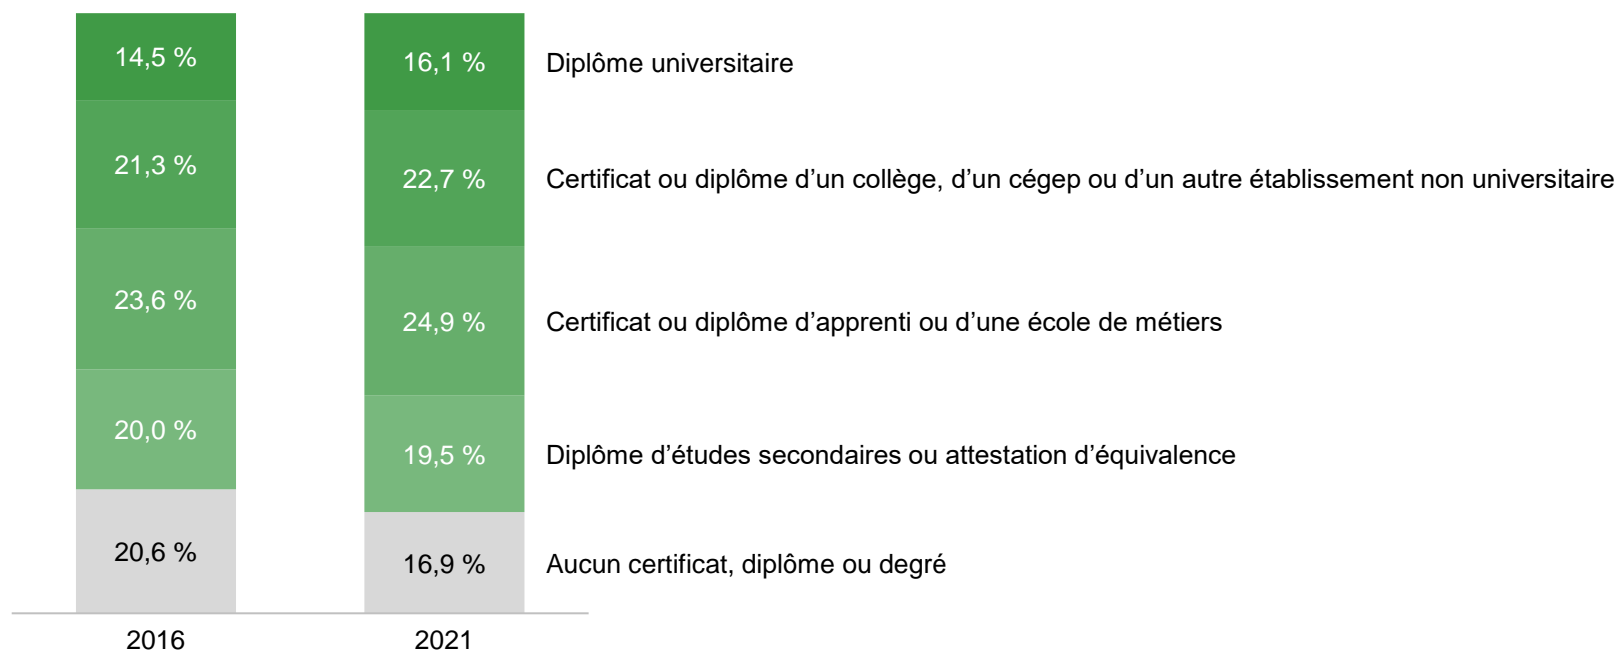 14,5 % 16,1 % Diplôme universitaire
21,3 % 22,7 % Certificat ou diplôme d’un collège, d’un cégep ou d’un autre établissement non universitaire
23,6 % 24,9 % Certificat ou diplôme d’apprenti ou d’une école de métiers
20,0 % 19,5 % Diplôme d’études secondaires ou attestation d’équivalence
20,6 % 16,9 % Aucun certificat, diplôme ou degré
2016 2021